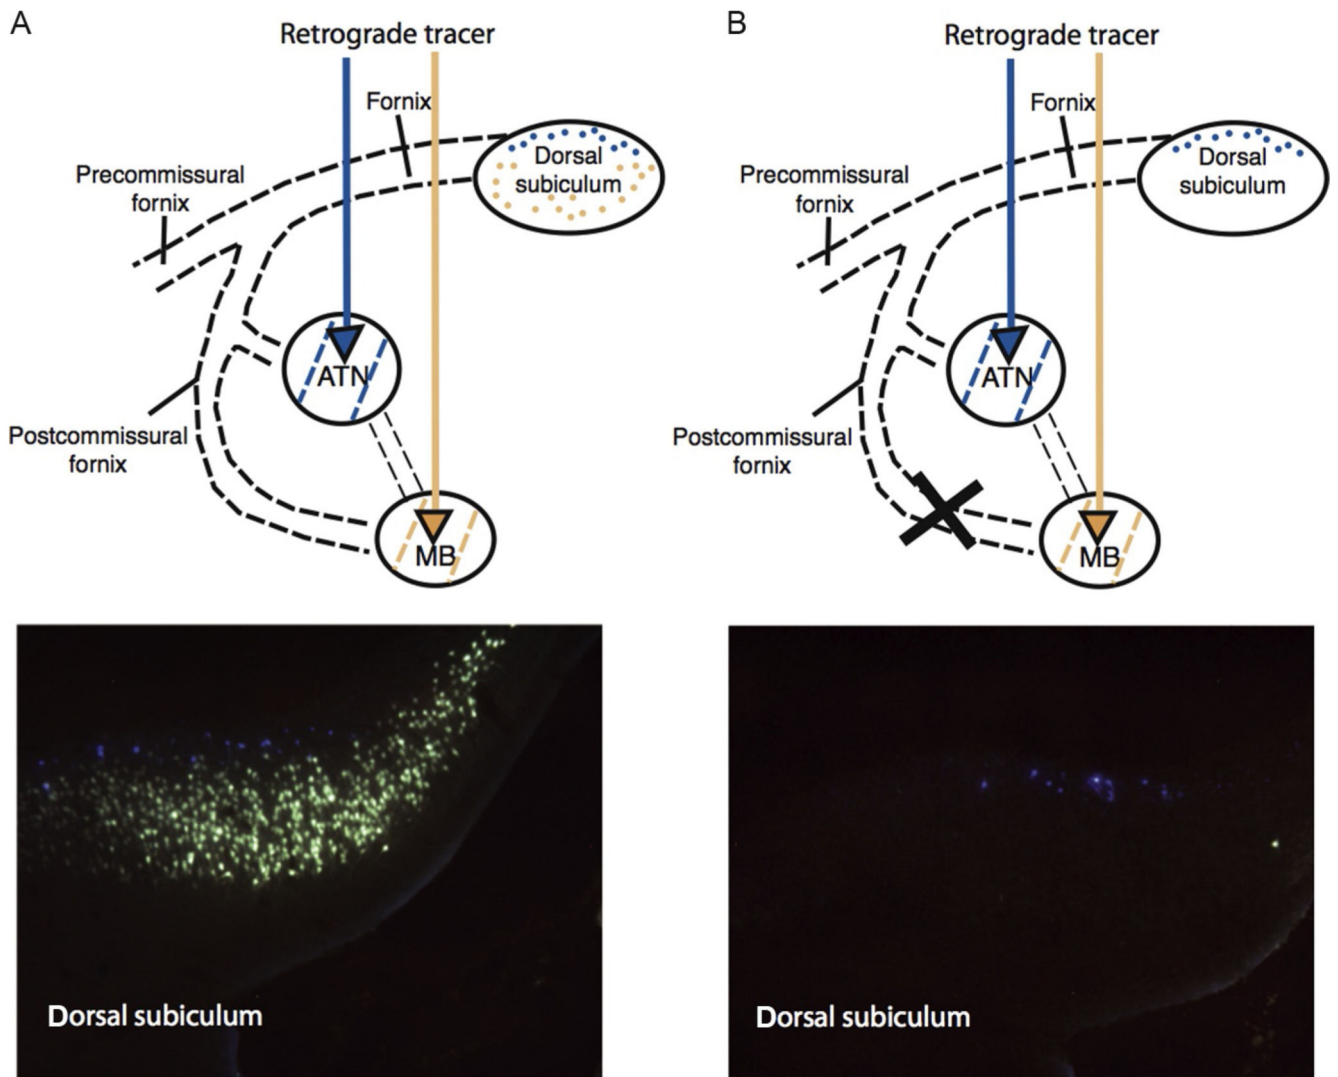 A
Retrograde tracer
Fornix
Precommissural
fornix
Dorsal
subiculum
ATN
Postcommissural
fornix
MB
Dorsal subiculum
B
Retrograde tracer
Fornix
Precommissural
fornix
Dorsal
subiculum
ATN
Postcommissural
fornix
MB
Dorsal subiculum